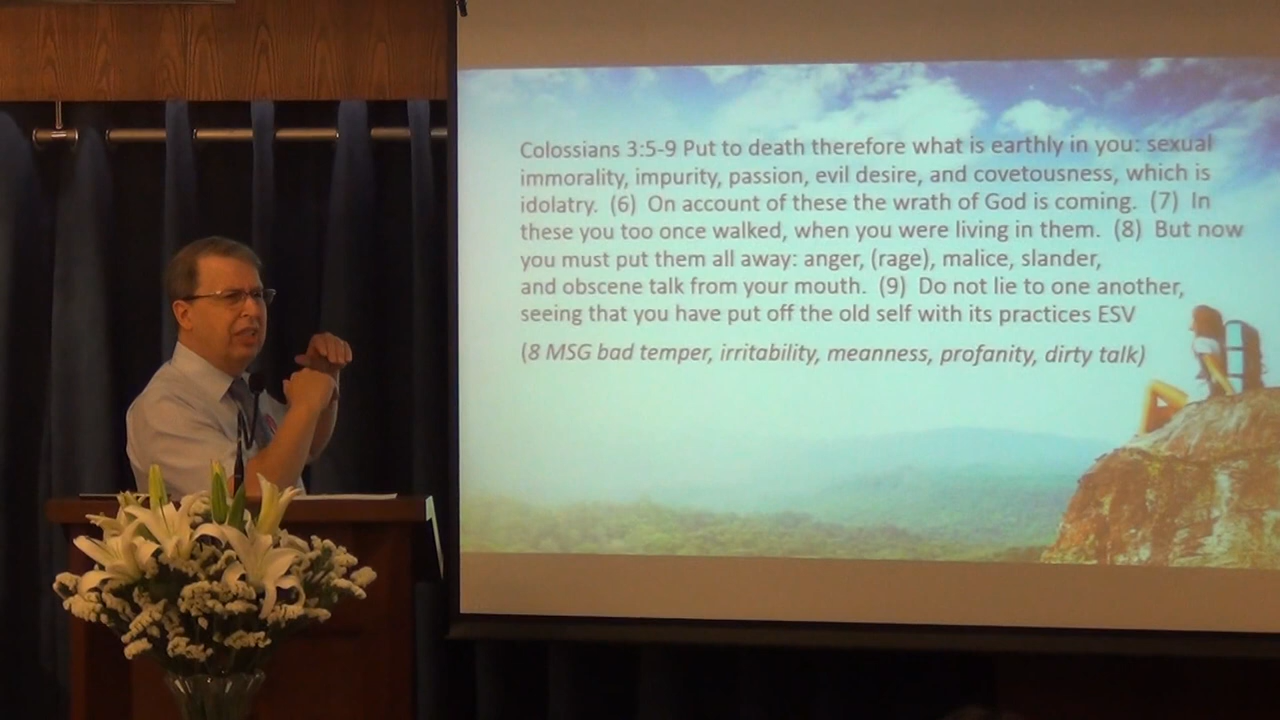 Colossians 3:5-9 Put to death therefore what is earthly in you: sexual
immorality, impurity, passion, evil desire, and covetousness, which is
idolatry.  (6)  On account of these the wrath of God is coming.  (7)  In
these you too once walked, when you were living in them.  (8)  But now
you must put them all away: anger, (rage), malice, slander,
and obscene talk from your mouth.  (9)  Do not lie to one another,
seeing that you have put off the old self with its practices ESV
(8 MSG bad temper, irritability, meanness, profanity, dirty talk)